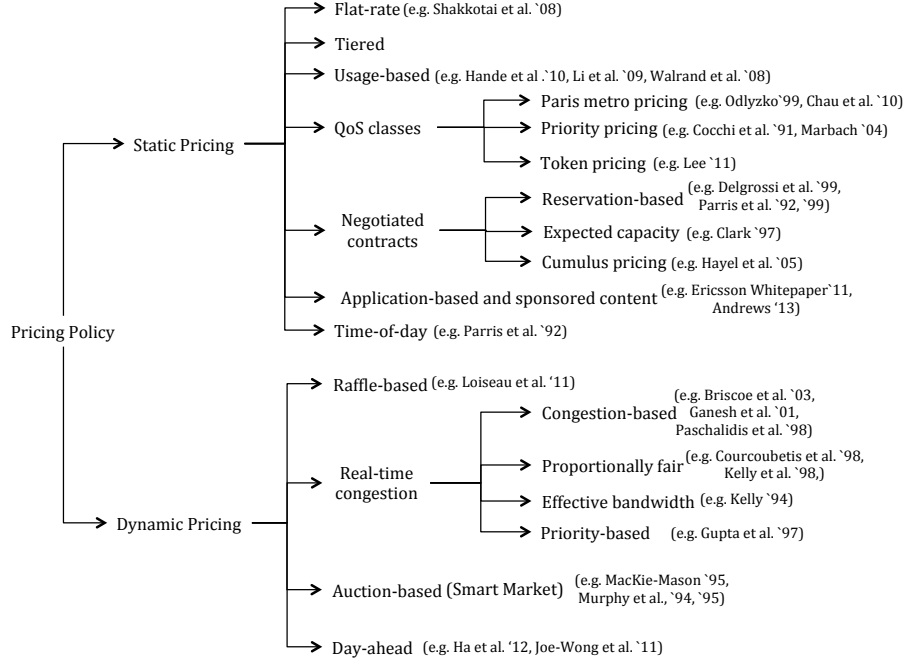 Flat-rate (e.g. Shakkotai et al. `08)
Tiered
Usage-based (e.g. Hande et al .`10, Li et al. `09, Walrand et al. `08)
Paris metro pricing (e.g. Odlyzko`99, Chau et al. `10)
QoS classes
Priority pricing (e.g. Cocchi et al. `91, Marbach `04)
Static Pricing
Token pricing (e.g. Lee `11)
Reservation-based (e.g. Delgrossi et al. `99,
Parris et al. `92, `99)
Negotiated
contracts
Expected capacity (e.g. Clark `97)
Cumulus pricing (e.g. Hayel et al. `05)
Application-based and sponsored content (e.g. Ericsson Whitepaper`11,
Andrews ‘13)
Pricing Policy
Time-of-day (e.g. Parris et al. `92)
Raffle-based (e.g. Loiseau et al. ‘11)
Congestion-based (e.g. Briscoe et al. `03,
Ganesh et al. `01,
Paschalidis et al. `98)
Real-time
congestion
Proportionally fair (e.g. Courcoubetis et al. `98,
Kelly et al. `98,)
Effective bandwidth (e.g. Kelly `94)
Dynamic Pricing
Priority-based (e.g. Gupta et al. `97)
Auction-based (Smart Market) (e.g. MacKie-Mason `95,
Murphy et al., `94, `95)
Day-ahead (e.g. Ha et al. ‘12, Joe-Wong et al. `11)